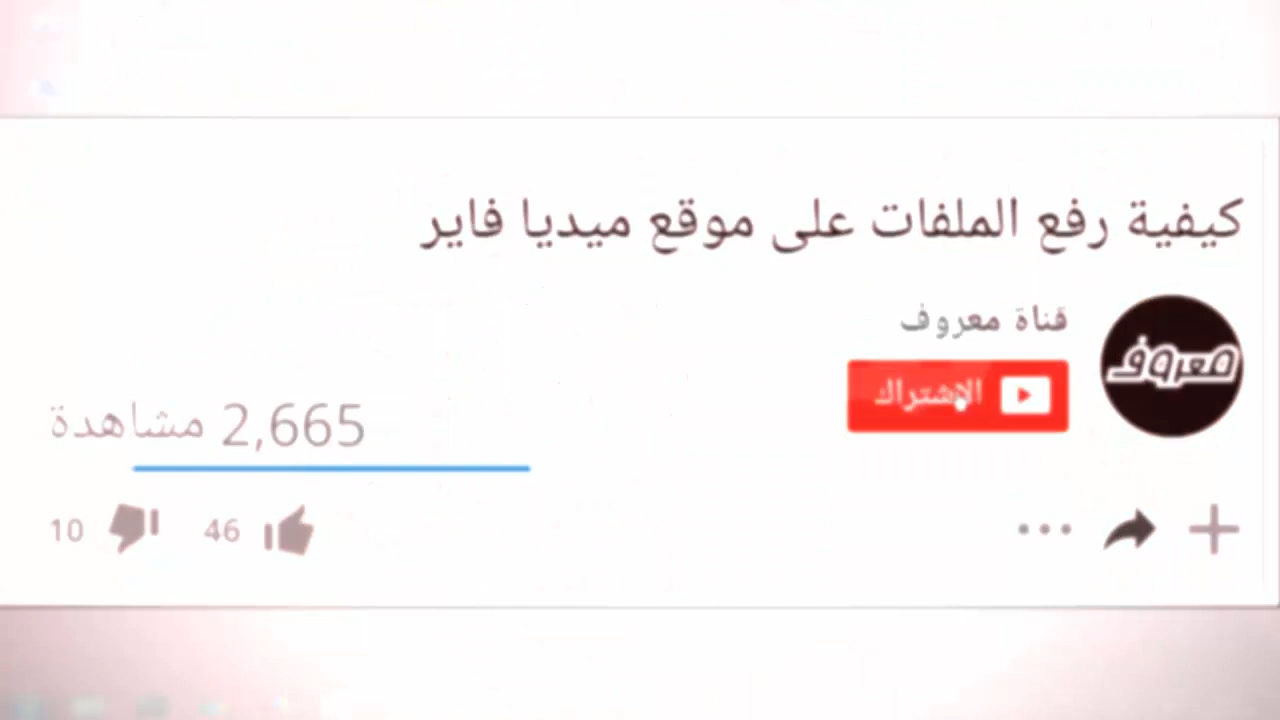 كيفية رفع الملفات على موقع ميديا فاير
قناة معروف
معروف
الاشتراك
2,665 مشاهدة
46
10